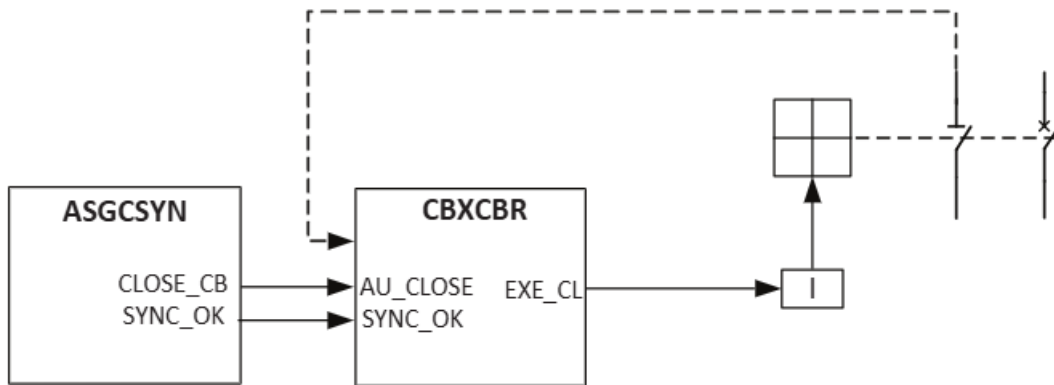 ASGCSYN
CLOSE_CB
SYNC_OK
CBXCBR
AU_CLOSE
SYNC_OK
EXE_CL
I